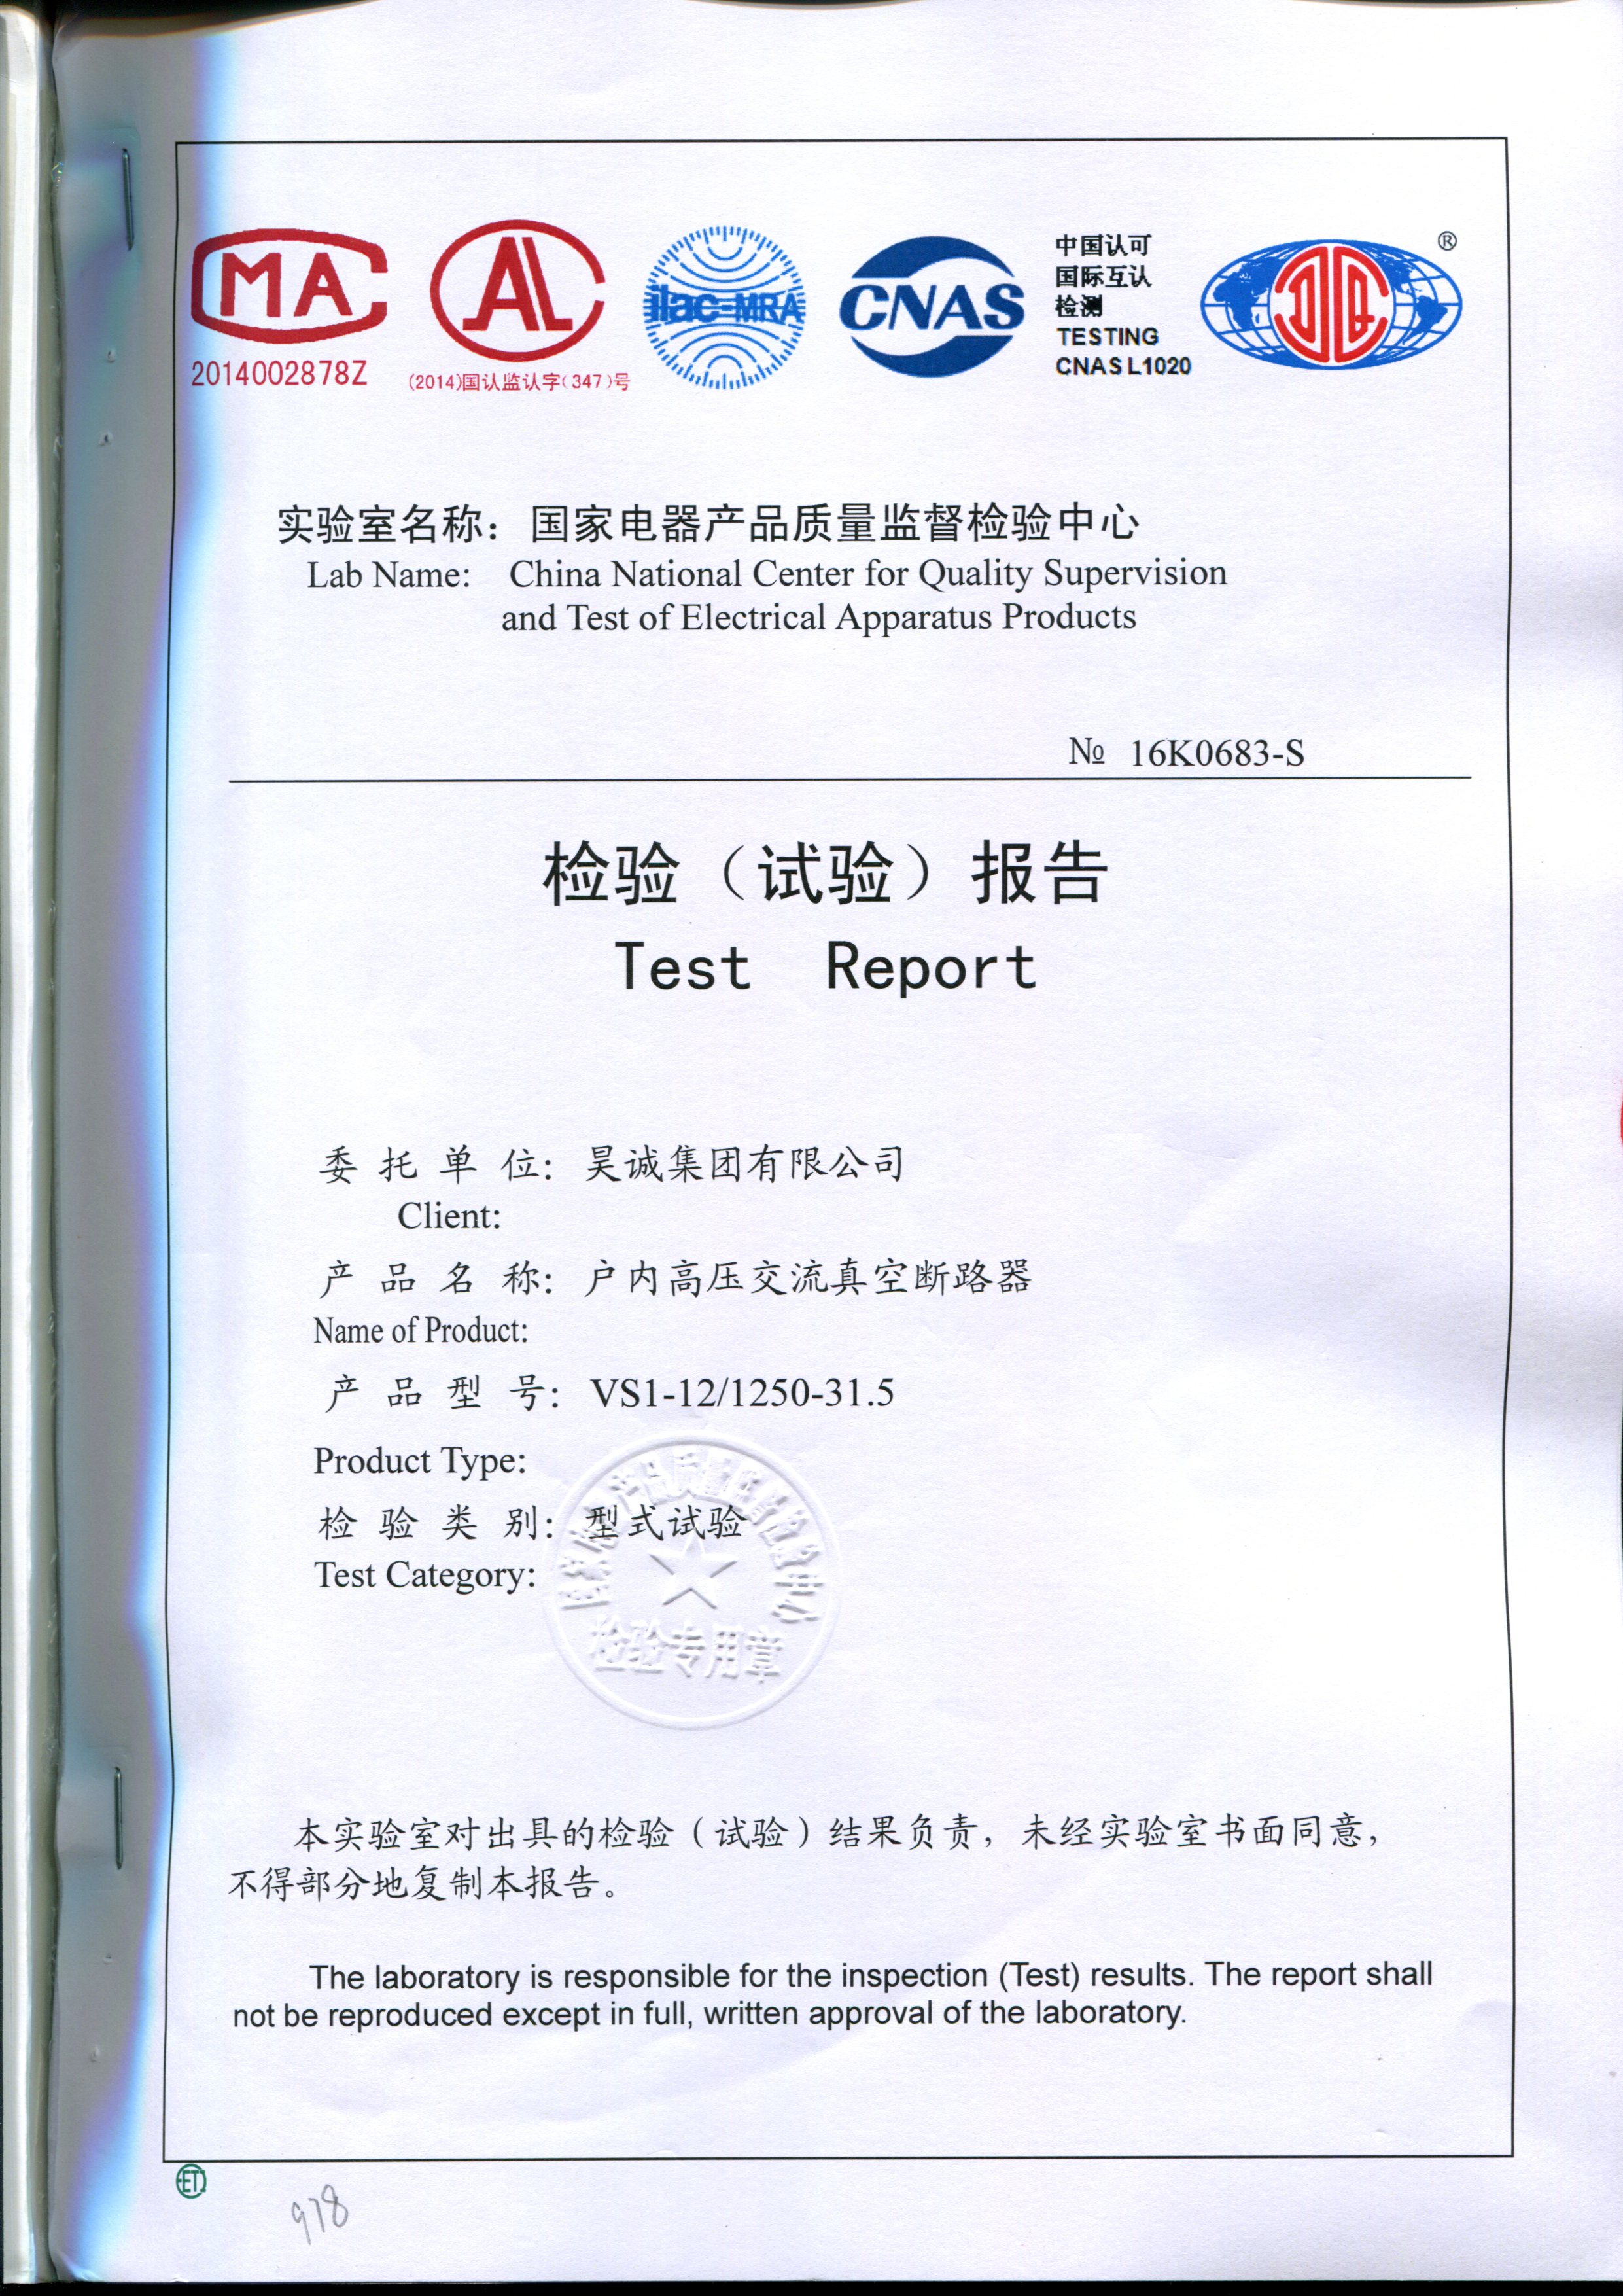 MA
2014002878Z
AL
(2014)国认监认字(347)号
ilac-MRA
CNAS
中国认可
国际互认
检测
TESTING
CNAS L1020
®
实验室名称：国家电器产品质量监督检验中心
Lab Name: China National Center for Quality Supervision
and Test of Electrical Apparatus Products
№ 16K0683-S
检验（试验）报告
Test Report
委托单位：昊诚集团有限公司
Client:
产品名称：户内高压交流真空断路器
Name of Product:
产品型号：VS1-12/1250-31.5
Product Type:
检验类别：型式试验
Test Category:
检验专用章
本实验室对出具的检验（试验）结果负责，未经实验室书面同意，
不得部分地复制本报告。
The laboratory is responsible for the inspection (Test) results. The report shall
not be reproduced except in full, written approval of the laboratory.
978